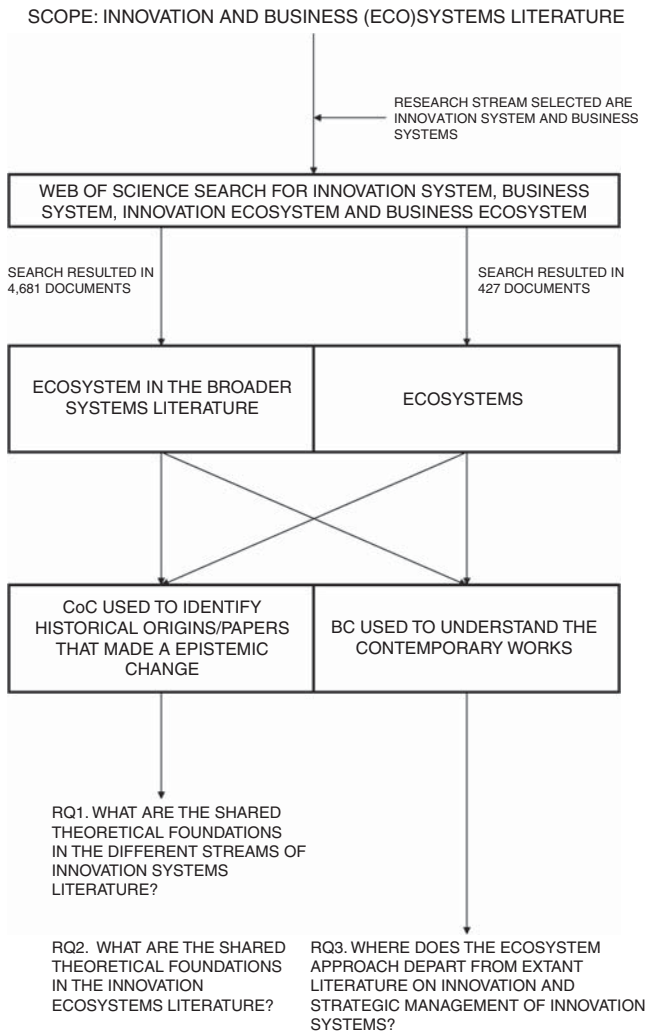 SCOPE: INNOVATION AND BUSINESS (ECO)SYSTEMS LITERATURE
RESEARCH STREAM SELECTED ARE
INNOVATION SYSTEM AND BUSINESS
SYSTEMS
WEB OF SCIENCE SEARCH FOR INNOVATION SYSTEM, BUSINESS
SYSTEM, INNOVATION ECOSYSTEM AND BUSINESS ECOSYSTEM
SEARCH RESULTED IN
4,681 DOCUMENTS
SEARCH RESULTED IN
427 DOCUMENTS
ECOSYSTEM IN THE BROADER
SYSTEMS LITERATURE
ECOSYSTEMS
CoC USED TO IDENTIFY
HISTORICAL ORIGINS/PAPERS
THAT MADE A EPISTEMIC
CHANGE
BC USED TO UNDERSTAND THE
CONTEMPORARY WORKS
RQ1. WHAT ARE THE SHARED
THEORETICAL FOUNDATIONS
IN THE DIFFERENT STREAMS OF
INNOVATION SYSTEMS
LITERATURE?
RQ2. WHAT ARE THE SHARED
THEORETICAL FOUNDATIONS
IN THE INNOVATION
ECOSYSTEMS LITERATURE?
RQ3. WHERE DOES THE ECOSYSTEM
APPROACH DEPART FROM EXTANT
LITERATURE ON INNOVATION AND
STRATEGIC MANAGEMENT OF INNOVATION
SYSTEMS?